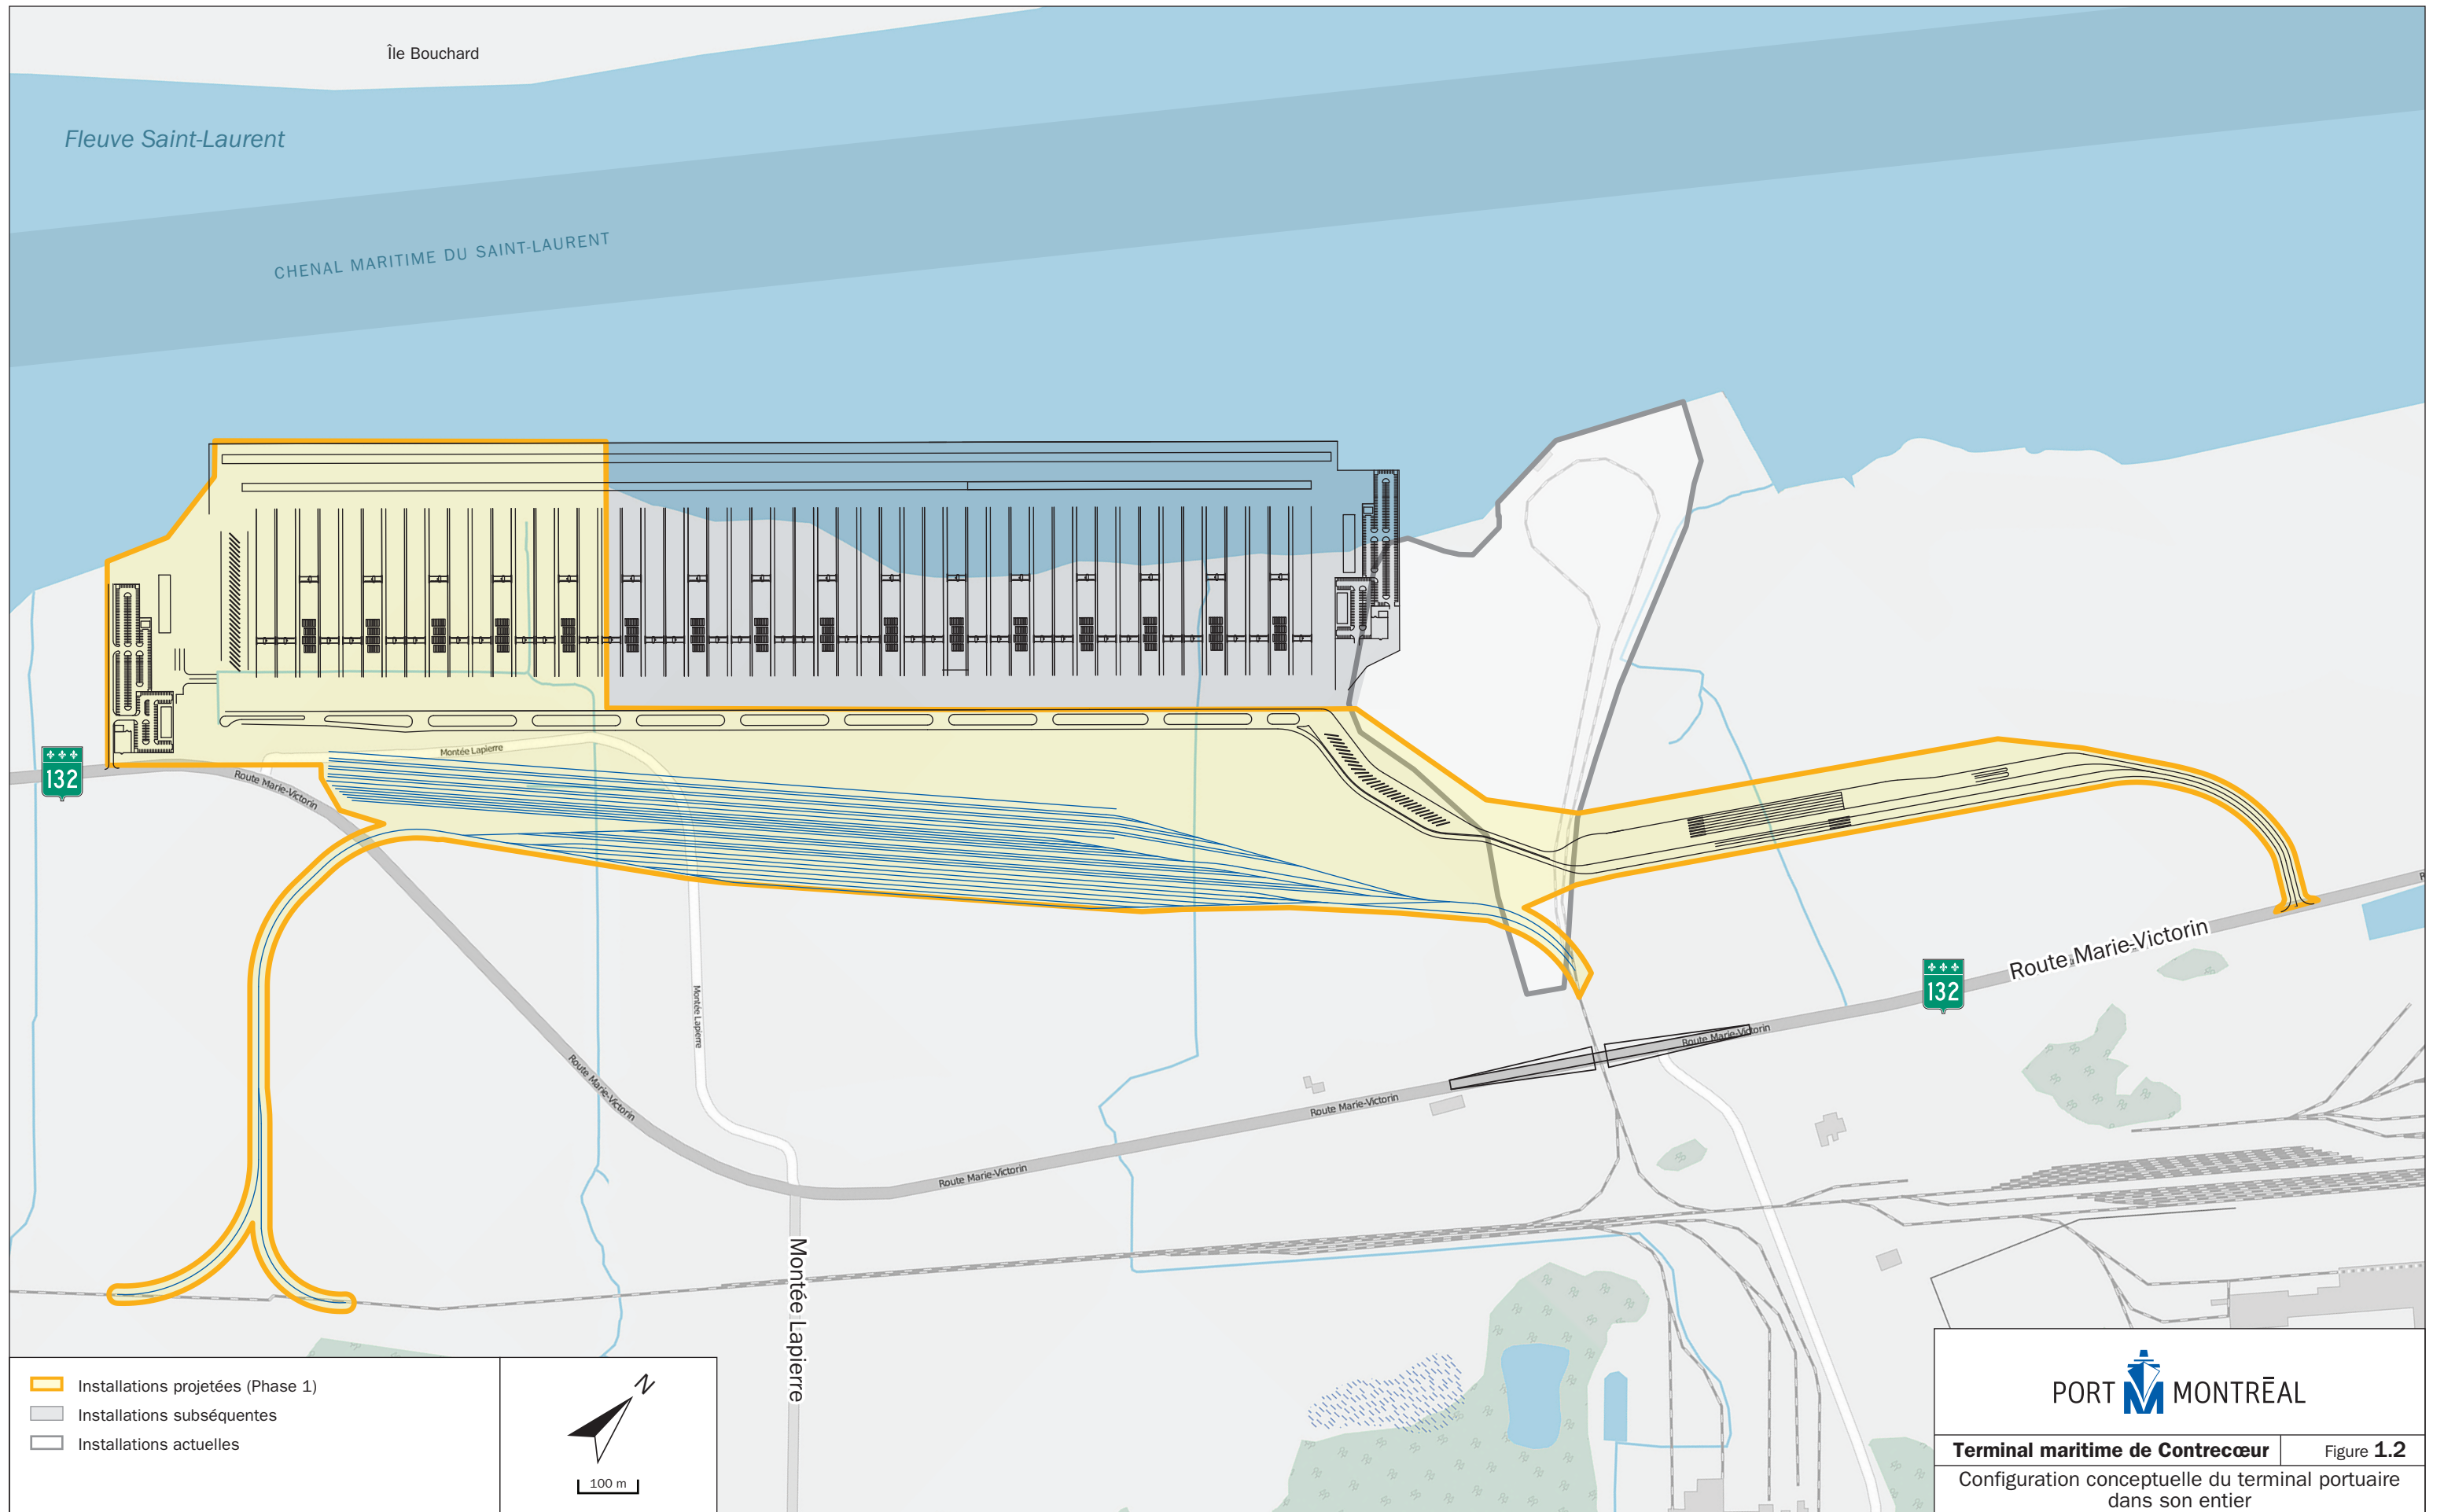 Île Bouchard
Fleuve Saint-Laurent
CHENAL MARITIME DU SAINT-LAURENT
132
Route Marie-Victorin
Montée Lapierre
Montée Lapierre
Route Marie-Victorin
Route Marie-Victorin
132
Route Marie-Victorin
Route Marie-Victorin
Route Marie-Victorin
R
Montée Lapierre
Installations projetées (Phase 1)
Installations subséquentes
Installations actuelles
N
100 m
PORT MONTRĒAL
Terminal maritime de Contrecœur
Figure 1.2
Configuration conceptuelle du terminal portuaire
dans son entier